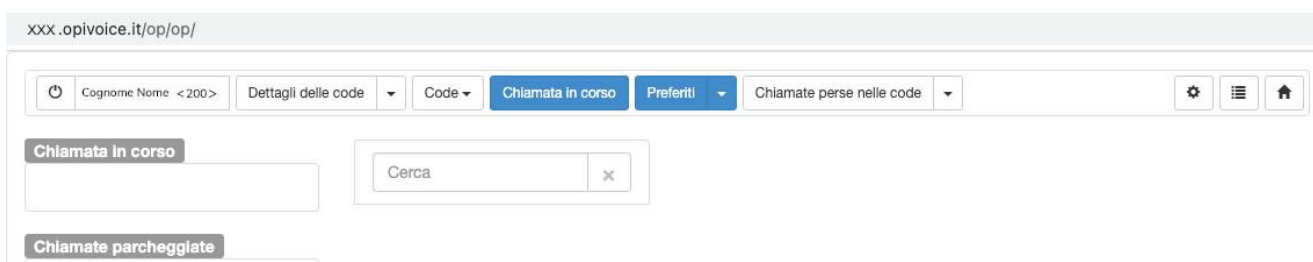 xxx.opivoice.it/op/op/
Cognome Nome <200> Dettagli delle code Code Chiamata in corso Preferiti Chiamate perse nelle code
Chiamata in corso
Cerca
Chiamate parcheggiate